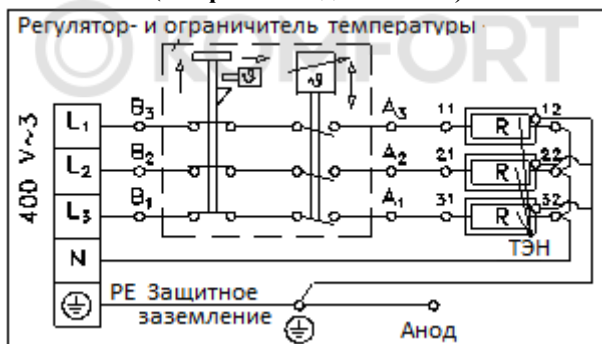 Регулятор- и ограничитель температуры
KOMFORT
400 V~3
L₁ B₃ ϑ ϑ A₃ 11 R 12
L₂ B₂ A₂ 21 R 22
L₃ B₁ A₁ 31 R 32
ТЭН
N
PE Защитное
заземление
Анод